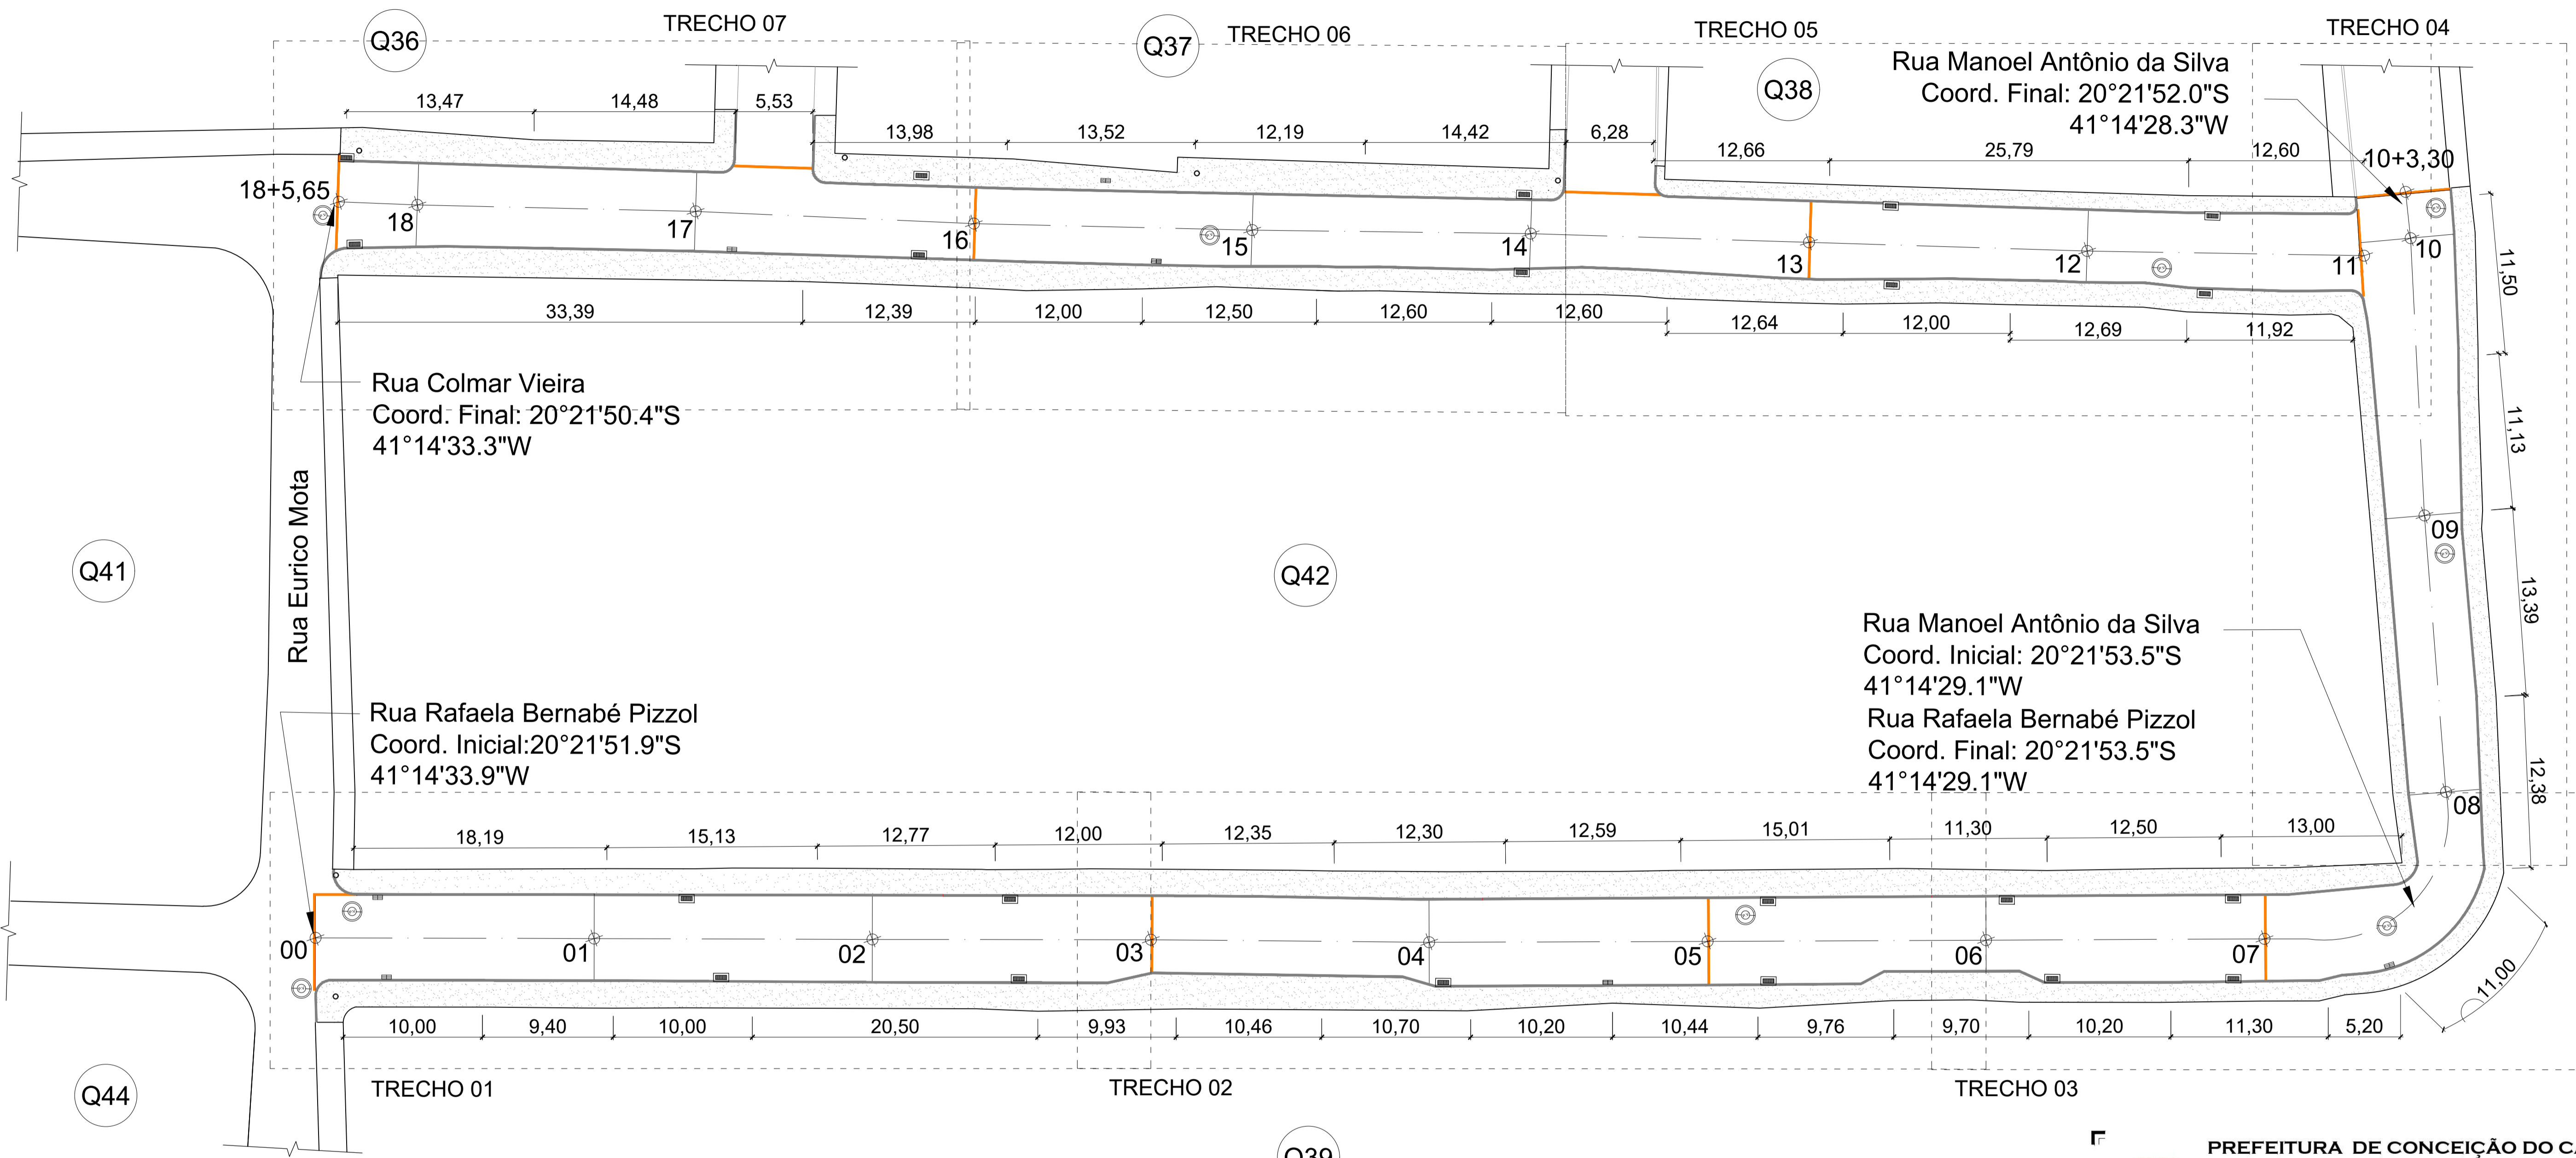 TRECHO 07
TRECHO 06
TRECHO 05
TRECHO 04
Q36
Q37
Q38
Rua Manoel Antônio da Silva
Coord. Final: 20°21'52.0"S
41°14'28.3"W
13,47
14,48
5,53
13,98
13,52
12,19
14,42
6,28
12,66
25,79
12,60
10+3,30
18+5,65
18
17
16
15
14
13
12
11
10
11,50
33,39
12,39
12,00
12,50
12,60
12,60
12,64
12,00
12,69
11,92
Rua Colmar Vieira
Coord. Final: 20°21'50.4"S
41°14'33.3"W
11,13
Rua Eurico Mota
Q41
Q42
09
13,39
Rua Manoel Antônio da Silva
Coord. Inicial: 20°21'53.5"S
41°14'29.1"W
Rua Rafaela Bernabé Pizzol
Coord. Final: 20°21'53.5"S
41°14'29.1"W
Rua Rafaela Bernabé Pizzol
Coord. Inicial:20°21'51.9"S
41°14'33.9"W
12,38
08
18,19
15,13
12,77
12,00
12,35
12,30
12,59
15,01
11,30
12,50
13,00
00
01
02
03
04
05
06
07
11,00
10,00
9,40
10,00
20,50
9,93
10,46
10,70
10,20
10,44
9,76
9,70
10,20
11,30
5,20
Q44
TRECHO 01
TRECHO 02
TRECHO 03
Q39
PREFEITURA DE CONCEIÇÃO DO